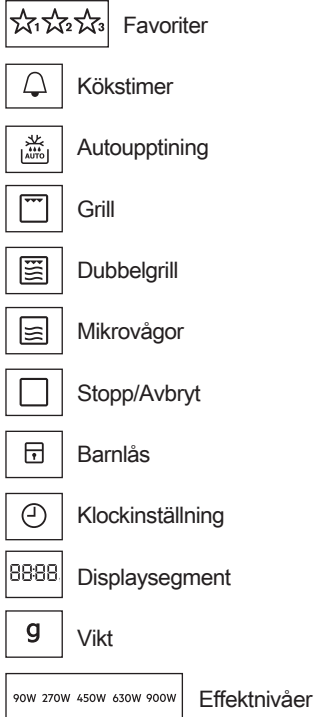 1 2 3 Favoriter
Kökstimer
AUTO Autoupptining
Grill
Dubbelgrill
Mikrovågor
Stopp/Avbryt
Barnlås
Klockinställning
88:88 Displaysegment
g Vikt
90W 270W 450W 630W 900W Effektnivåer